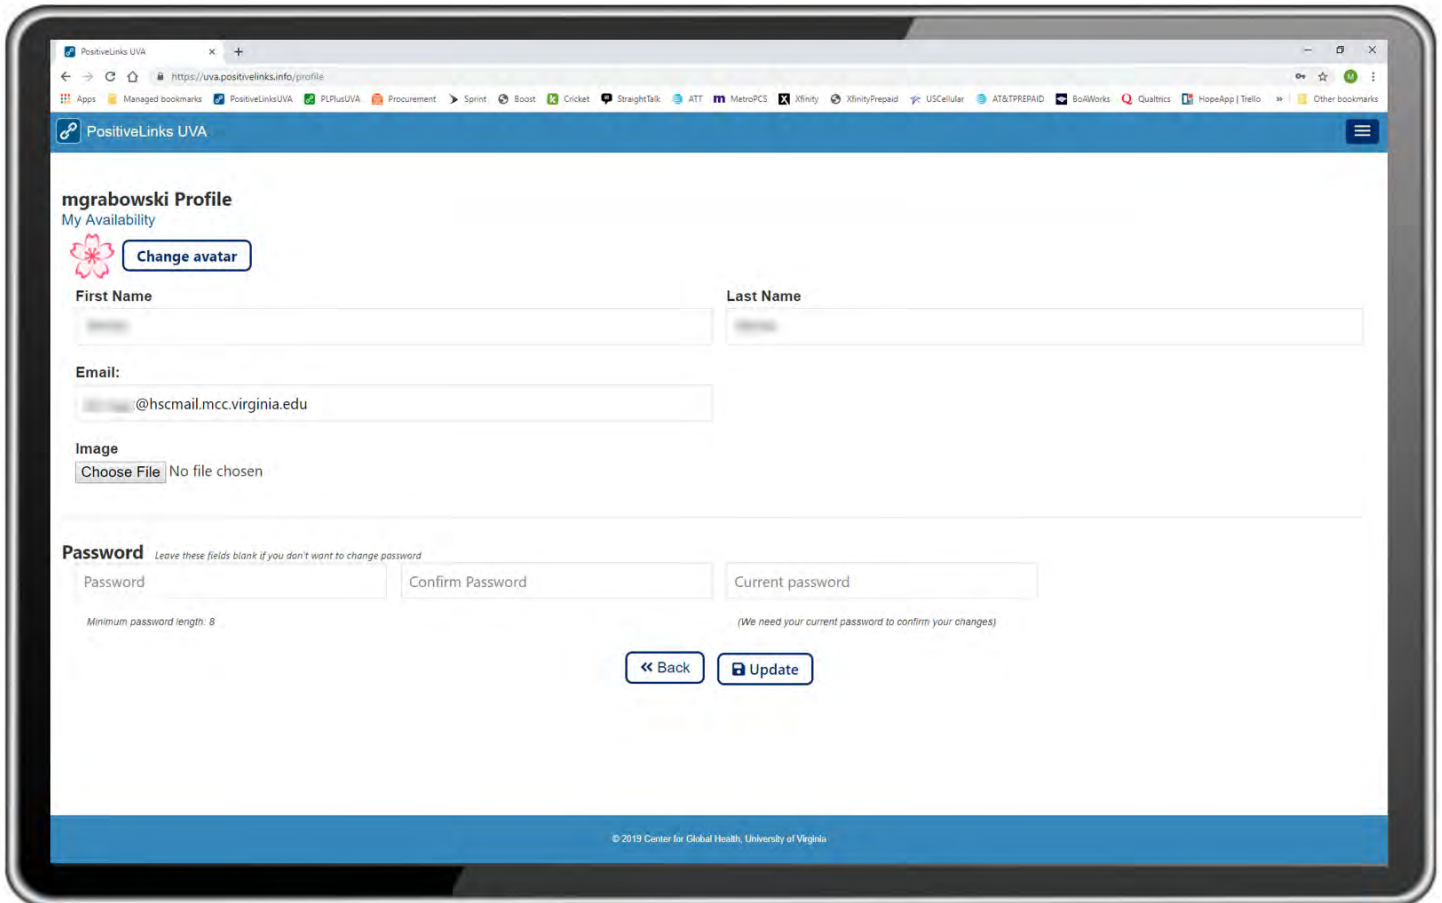 PositiveLinks UVA
https://uva.positivelinks.info/profile
M
Apps Managed bookmarks PositiveLinksUVA PLPlusUVA Procurement Sprint Boost Cricket StraightTalk ATT MetroPCS Xfinity XfinityPrepaid USCellular AT&TPREPAID BoAWorks Qualtrics HopeApp | Trello » Other bookmarks
PositiveLinks UVA
mgrabowski Profile
My Availability
Change avatar
First Name Last Name
Email:
@hscmail.mcc.virginia.edu
Image
Choose File No file chosen
Password Leave these fields blank if you don't want to change password
Password Confirm Password Current password
Minimum password length: 8 (We need your current password to confirm your changes)
« Back Update
© 2019 Center for Global Health, University of Virginia